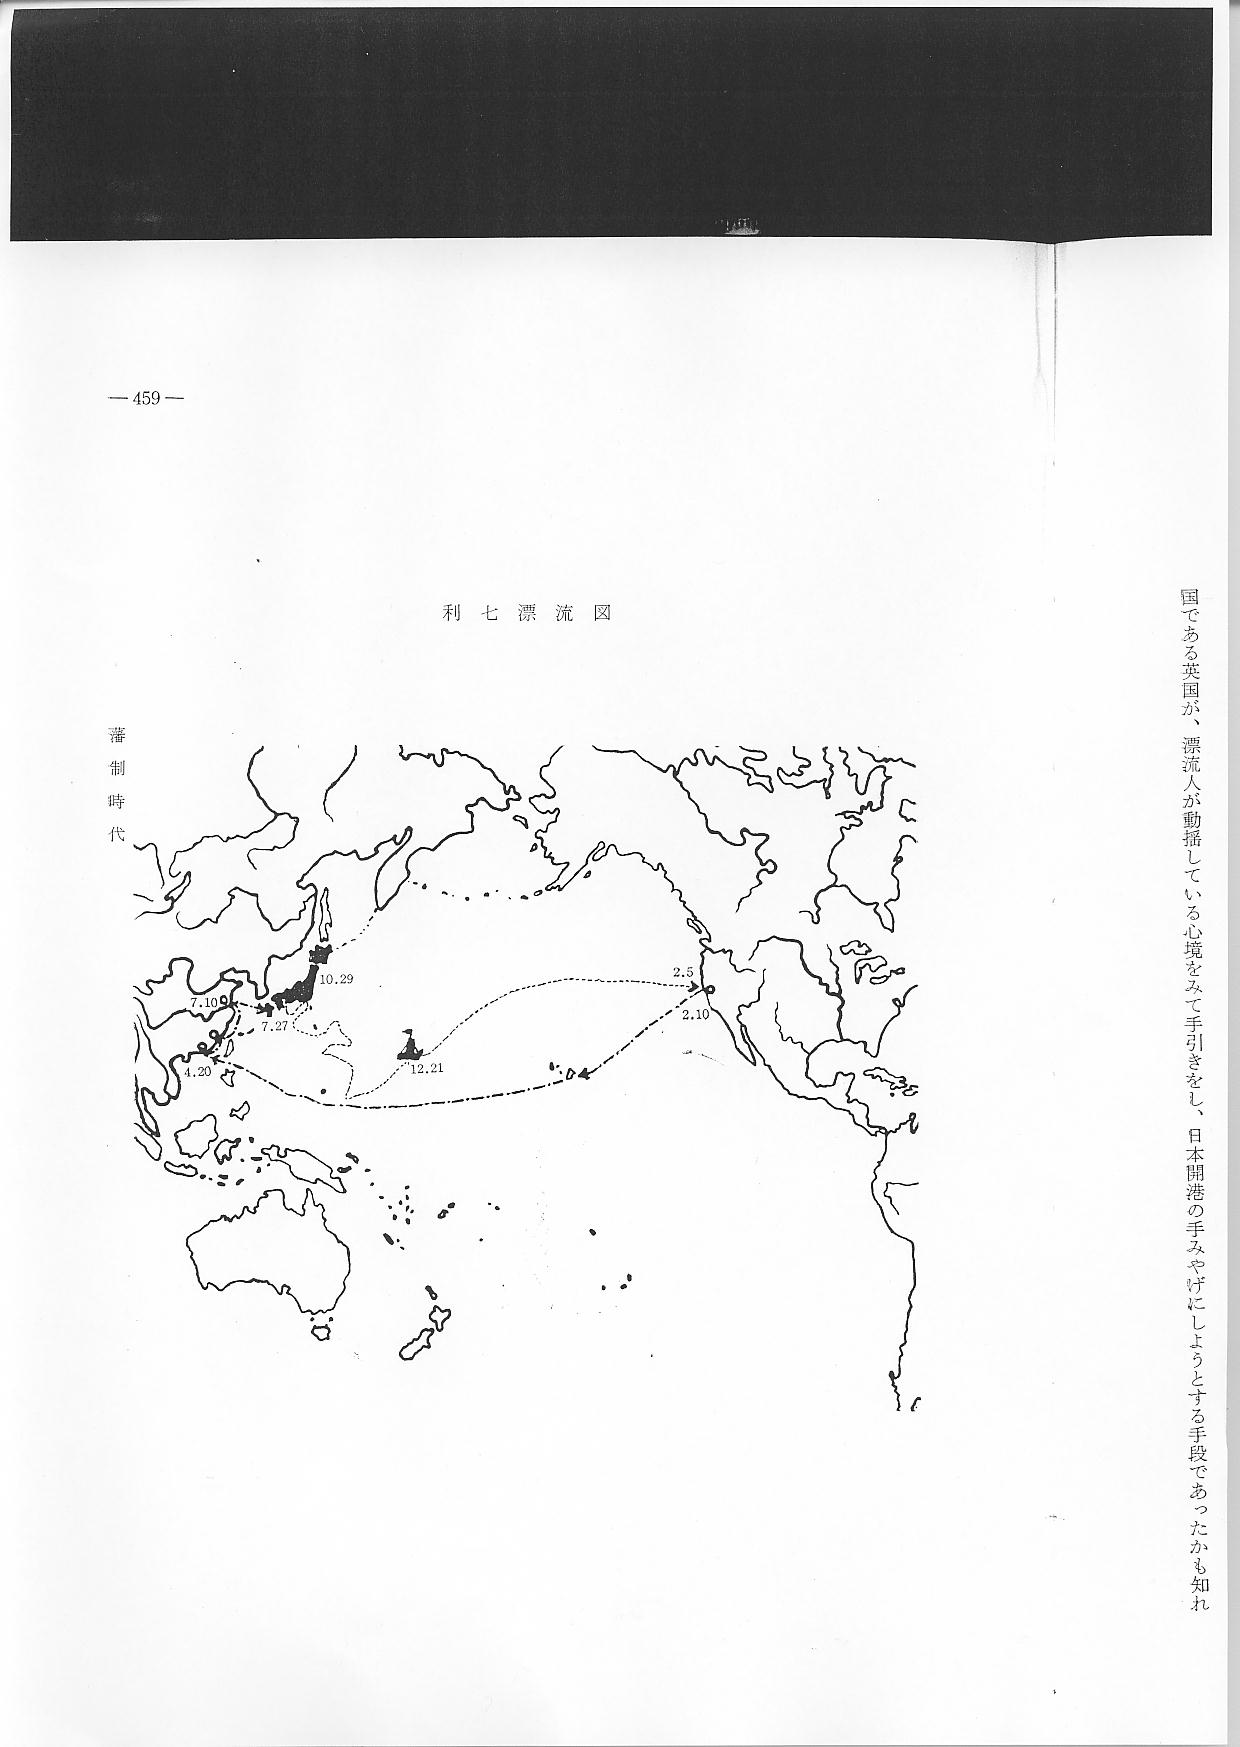 国である英国が、漂流人が動揺している心境をみて手引きをし、日本開港の手みやげにしようとする手段であったかも知れ
利七漂流図
10.29
2.5
7.10
7.27
2.10
12.21
4.20
藩制時代
— 459 —